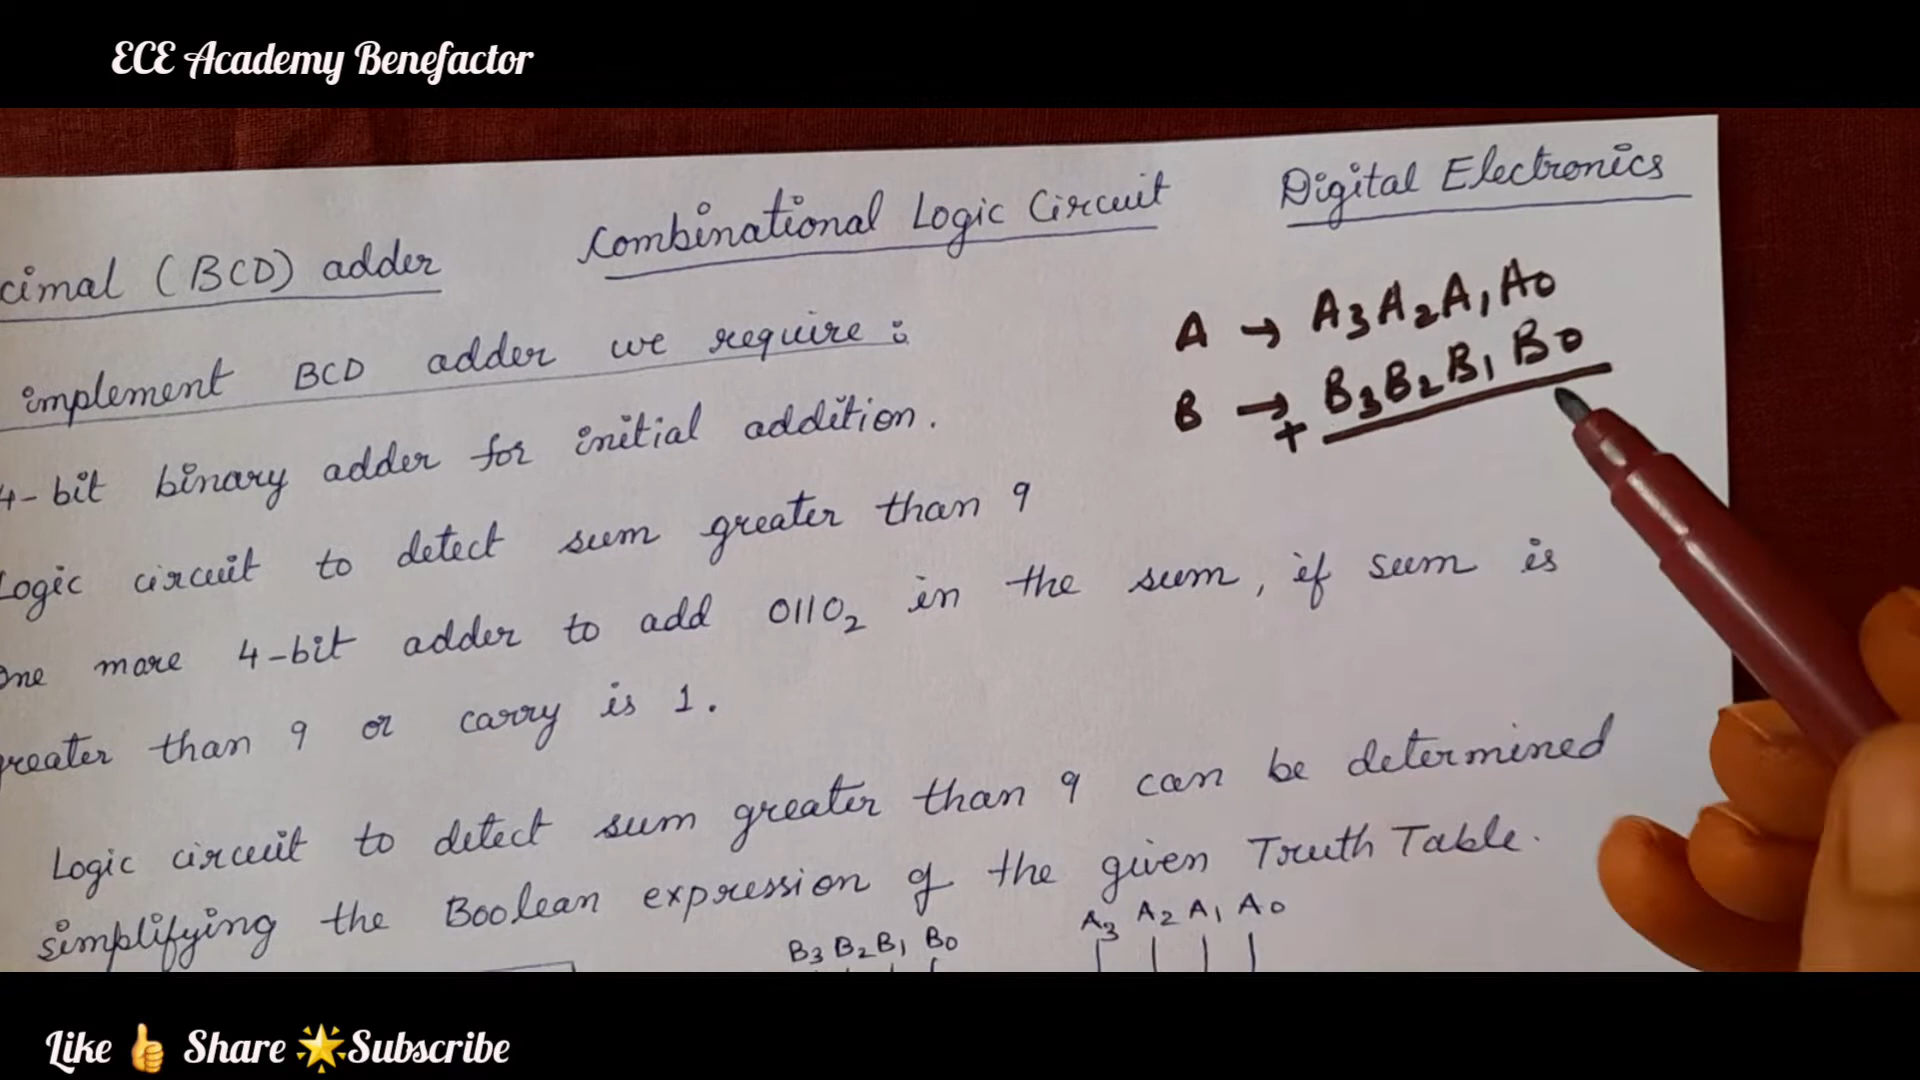 ECE Academy Benefactor
cimal (BCD) adder
Combinational Logic Circuit
Digital Electronics
implement BCD adder we require :
A → A3A2A1A0
B → B3B2B1B0
+
4-bit binary adder for initial addition.
Logic circuit to detect sum greater than 9
One more 4-bit adder to add 0110₂ in the sum, if sum is
greater than 9 or carry is 1.
Logic circuit to detect sum greater than 9 can be determined
simplifying the Boolean expression of the given Truth Table.
B3 B2 B1 B0
A3 A2 A1 A0
Like 👍 Share 🌟Subscribe